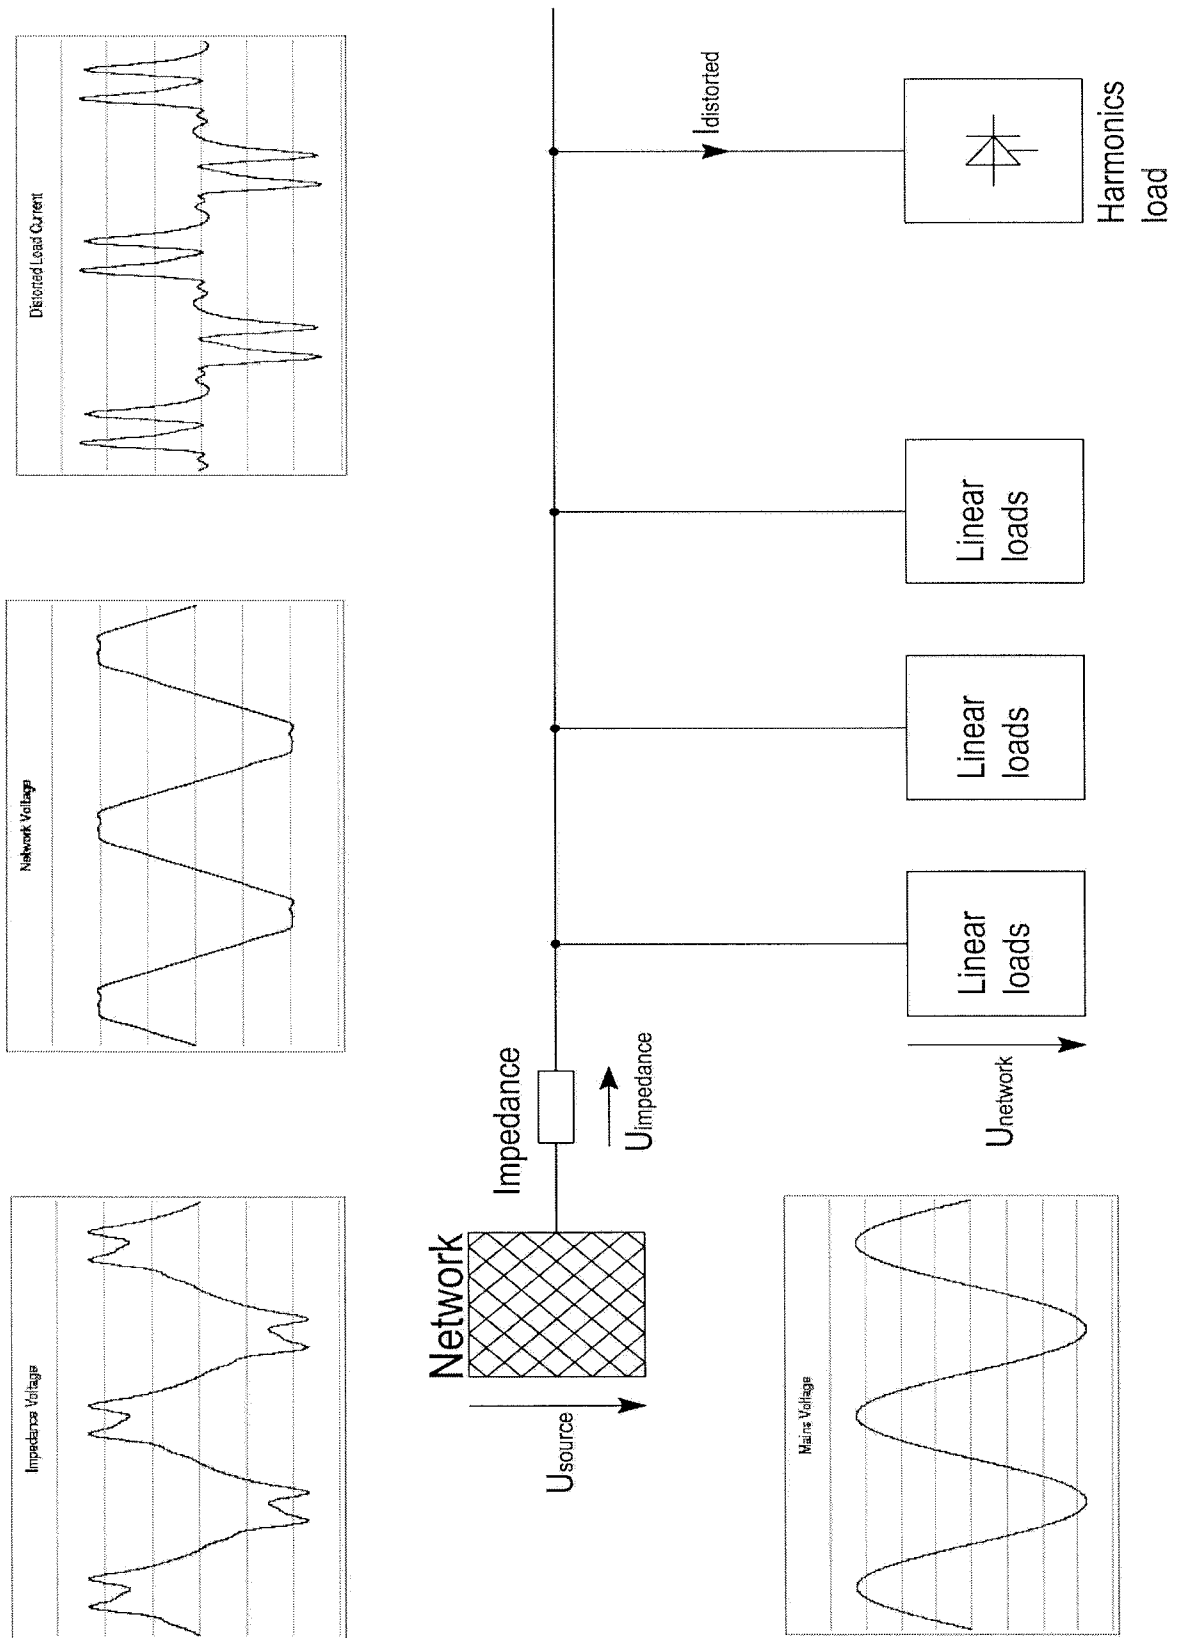 Impedance Voltage
Network Voltage
Distorted Load Current
Network
Impedance
Uimpedance
Usource
Idistorted
Mains Voltage
Unetwork
Linear
loads
Linear
loads
Linear
loads
Harmonics
load